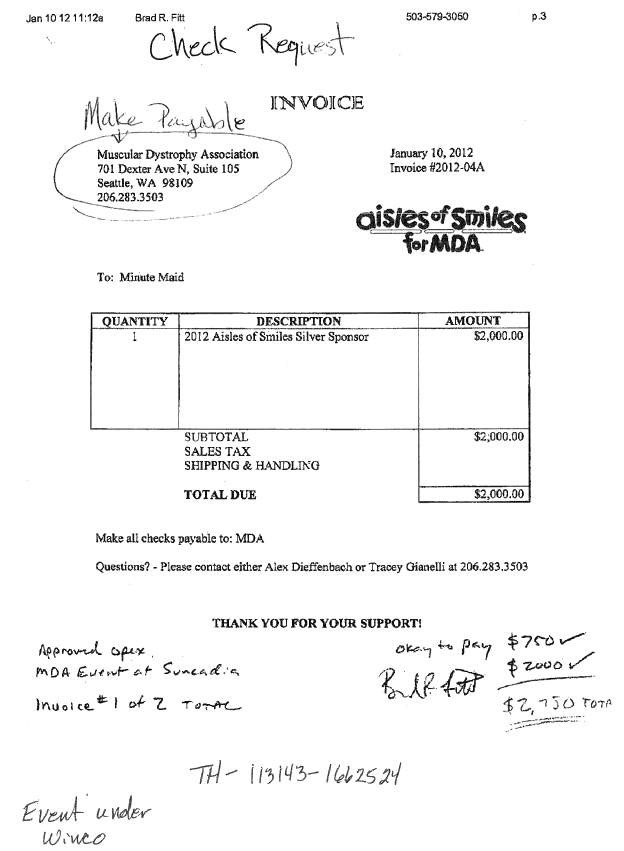 Jan 10 12 11:12a Brad R. Fitt 503-579-3050 p.3
Check Request
INVOICE
Make Payable
Muscular Dystrophy Association
701 Dexter Ave N, Suite 105
Seattle, WA 98109
206.283.3503
January 10, 2012
Invoice #2012-04A
aisles of Smiles
for MDA
To: Minute Maid
QUANTITY DESCRIPTION AMOUNT
1 2012 Aisles of Smiles Silver Sponsor $2,000.00
SUBTOTAL $2,000.00
SALES TAX
SHIPPING & HANDLING
TOTAL DUE $2,000.00
Make all checks payable to: MDA
Questions? - Please contact either Alex Dieffenbach or Tracey Gianelli at 206.283.3503
THANK YOU FOR YOUR SUPPORT!
Approved opex
MDA Event at Suncadia
Invoice # 1 of 2 TOTAL
okay to pay $750 ✓
$2000 ✓
Brad R. Fitt
$2,750 TOTA
TH-113143-1662524
Event under
Winco